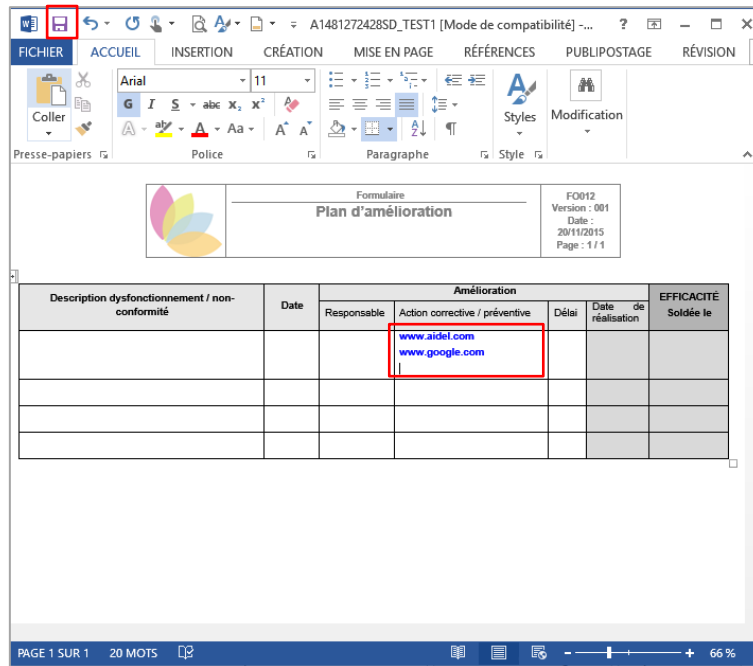 A1481272428SD_TEST1 [Mode de compatibilité] -... ?
FICHIER ACCUEIL INSERTION CRÉATION MISE EN PAGE RÉFÉRENCES PUBLIPOSTAGE RÉVISION
Coller
Presse-papiers
Arial 11
G I S abc X₂ X²
A ab A Aa A A
Police
Paragraphe
Styles
Style
Modification
Formulaire
Plan d'amélioration
FO012
Version : 001
Date :
20/11/2015
Page : 1 / 1
Description dysfonctionnement / non-
conformité
Date
Amélioration
Responsable Action corrective / préventive Délai Date de
réalisation
EFFICACITÉ
Soldée le
www.aidel.com
www.google.com
PAGE 1 SUR 1 20 MOTS 66 %